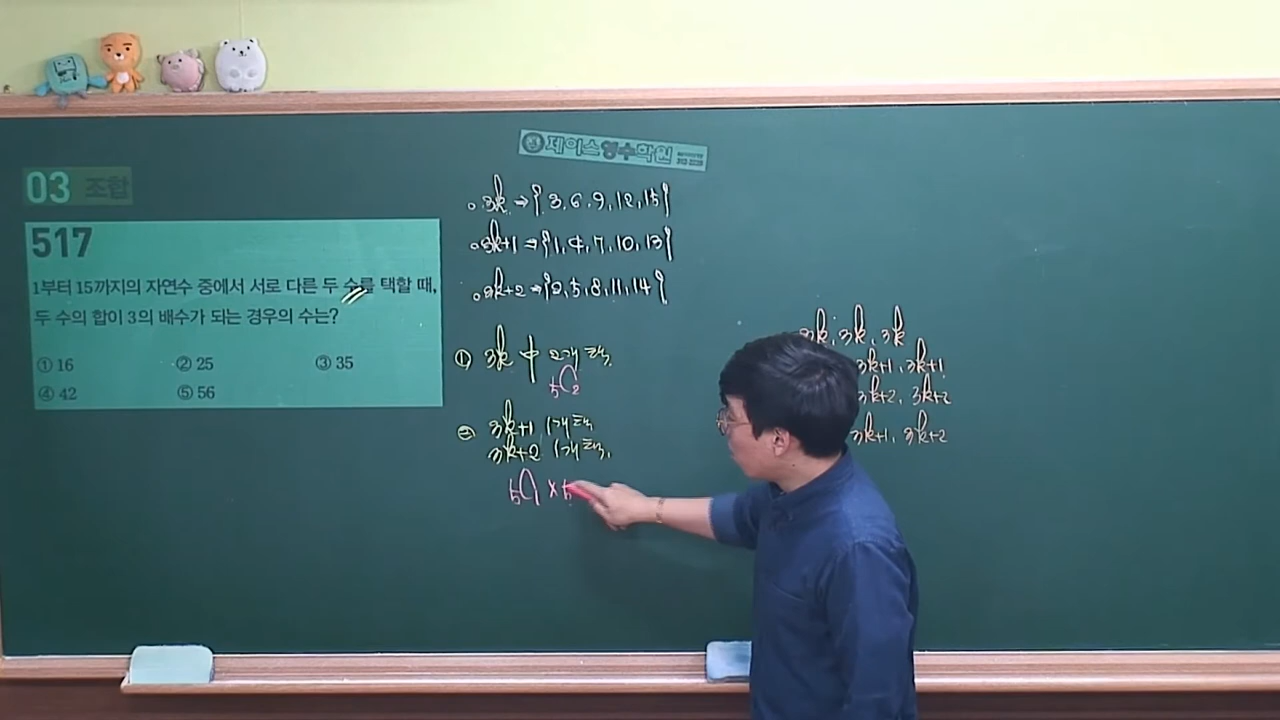 제이스영수학원
03 조합
517
1부터 15까지의 자연수 중에서 서로 다른 두 수를 택할 때,
두 수의 합이 3의 배수가 되는 경우의 수는?
① 16 ② 25 ③ 35
④ 42 ⑤ 56
3k ⇒ { 3, 6, 9, 12, 15 }
3k+1 ⇒ { 1, 4, 7, 10, 13 }
3k+2 ⇒ { 2, 5, 8, 11, 14 }
① 3k 中 2개 택.
5C2
② 3k+1 1개 택
3k+2 1개 택.
5C1 × 5
3k, 3k, 3k
3k+1, 3k+1
3k+2, 3k+2
3k+1, 3k+2